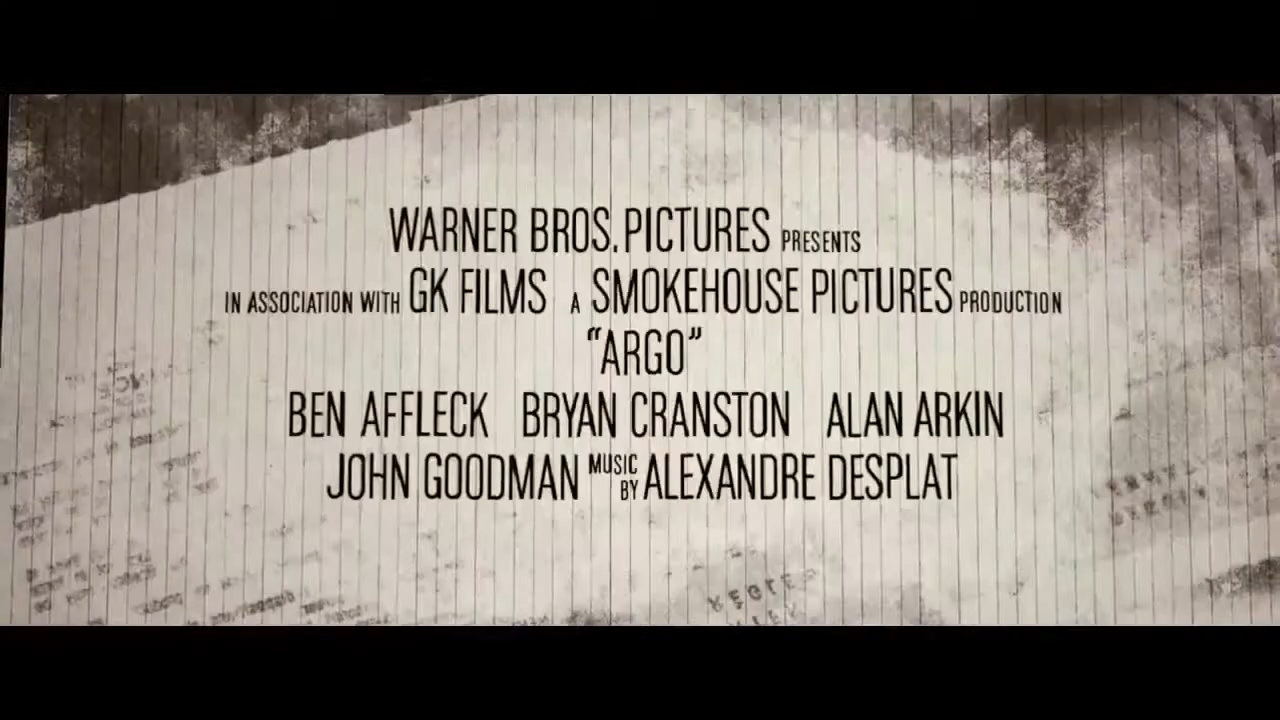 WARNER BROS. PICTURES PRESENTS
IN ASSOCIATION WITH GK FILMS A SMOKEHOUSE PICTURES PRODUCTION
“ARGO”
BEN AFFLECK BRYAN CRANSTON ALAN ARKIN
JOHN GOODMAN MUSIC BY ALEXANDRE DESPLAT